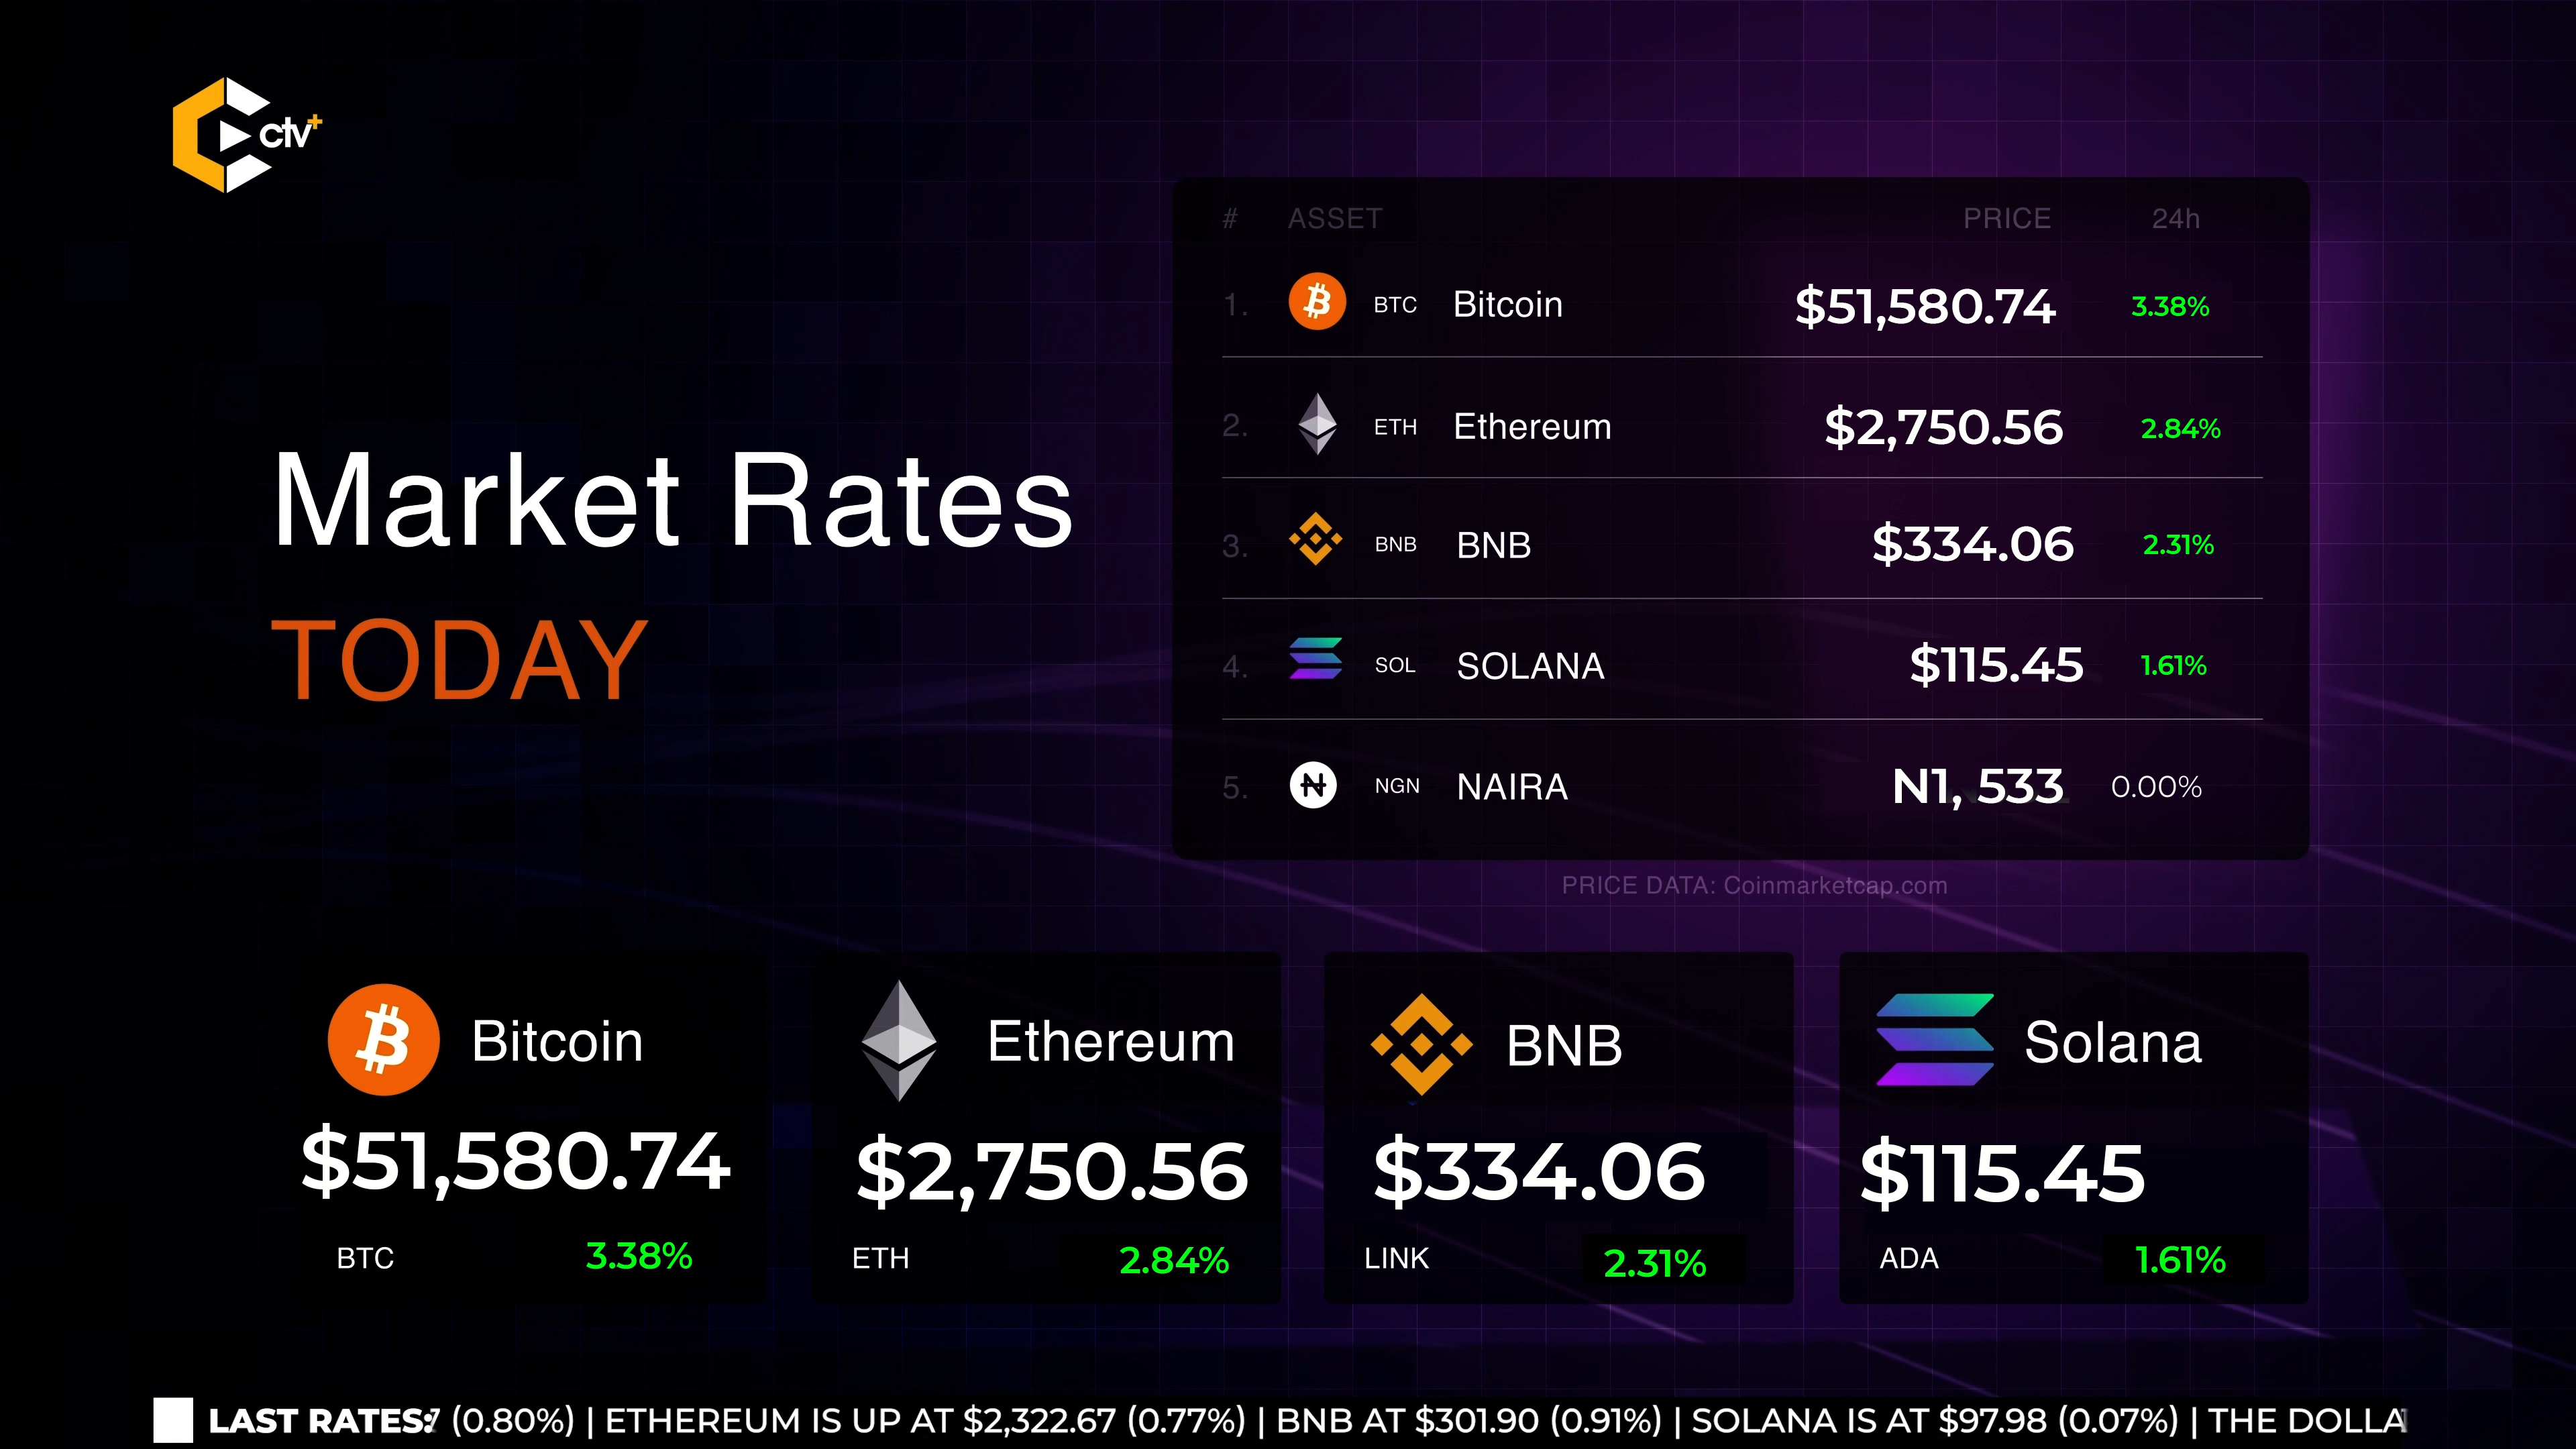 ctv+
# ASSET PRICE 24h
1. BTC Bitcoin $51,580.74 3.38%
2. ETH Ethereum $2,750.56 2.84%
Market Rates
3. BNB BNB $334.06 2.31%
TODAY
4. SOL SOLANA $115.45 1.61%
5. NGN NAIRA N1, 533 0.00%
PRICE DATA: Coinmarketcap.com
Bitcoin
$51,580.74
BTC 3.38%
Ethereum
$2,750.56
ETH 2.84%
BNB
$334.06
LINK 2.31%
Solana
$115.45
ADA 1.61%
LAST RATES: (0.80%) | ETHEREUM IS UP AT $2,322.67 (0.77%) | BNB AT $301.90 (0.91%) | SOLANA IS AT $97.98 (0.07%) | THE DOLLA